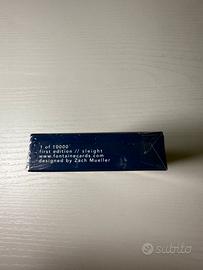 1 of 10000
first edition // sleight
www.fontainecards.com
designed by Zach Mueller
subito